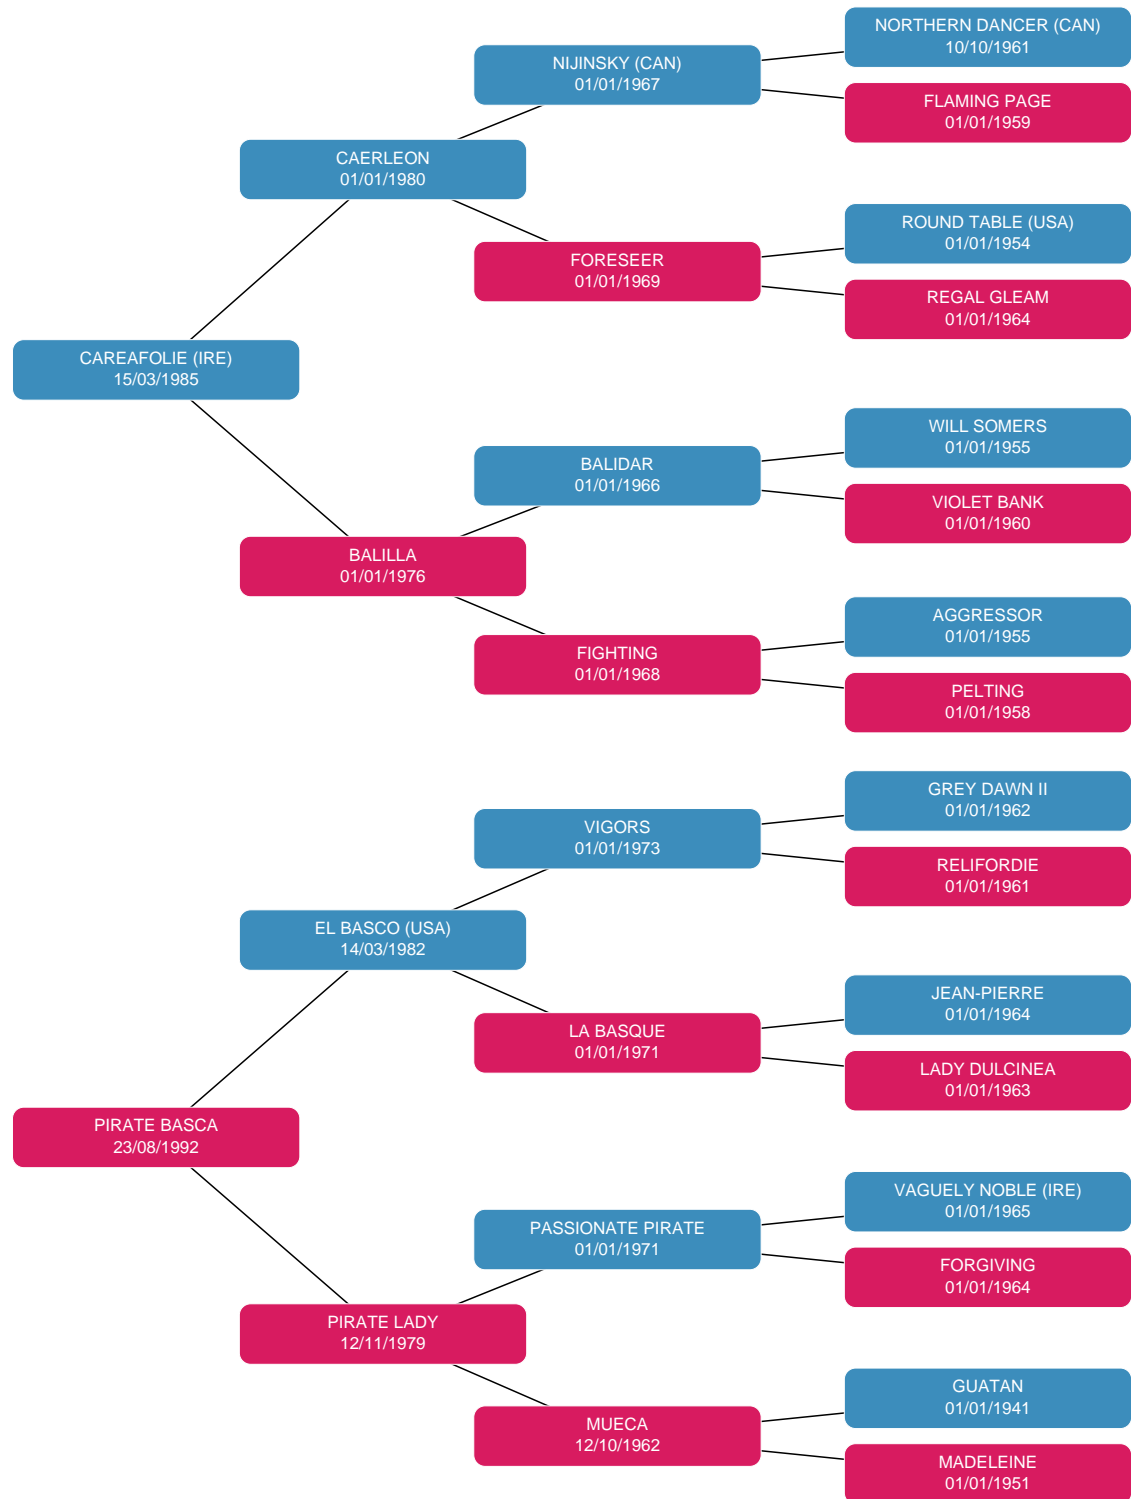 NORTHERN DANCER (CAN)
10/10/1961
NIJINSKY (CAN)
01/01/1967
FLAMING PAGE
01/01/1959
CAERLEON
01/01/1980
ROUND TABLE (USA)
01/01/1954
FORESEER
01/01/1969
REGAL GLEAM
01/01/1964
CAREAFOLIE (IRE)
15/03/1985
WILL SOMERS
01/01/1955
BALIDAR
01/01/1966
VIOLET BANK
01/01/1960
BALILLA
01/01/1976
AGGRESSOR
01/01/1955
FIGHTING
01/01/1968
PELTING
01/01/1958
GREY DAWN II
01/01/1962
VIGORS
01/01/1973
RELIFORDIE
01/01/1961
EL BASCO (USA)
14/03/1982
JEAN-PIERRE
01/01/1964
LA BASQUE
01/01/1971
LADY DULCINEA
01/01/1963
PIRATE BASCA
23/08/1992
VAGUELY NOBLE (IRE)
01/01/1965
PASSIONATE PIRATE
01/01/1971
FORGIVING
01/01/1964
PIRATE LADY
12/11/1979
GUATAN
01/01/1941
MUECA
12/10/1962
MADELEINE
01/01/1951